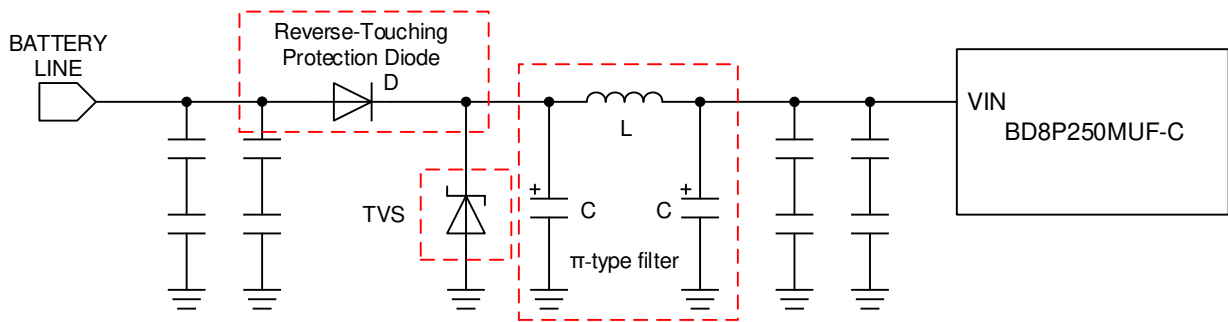 BATTERY
LINE
Reverse-Touching
Protection Diode
D
L
VIN
BD8P250MUF-C
TVS
+
C
C
+
π-type filter